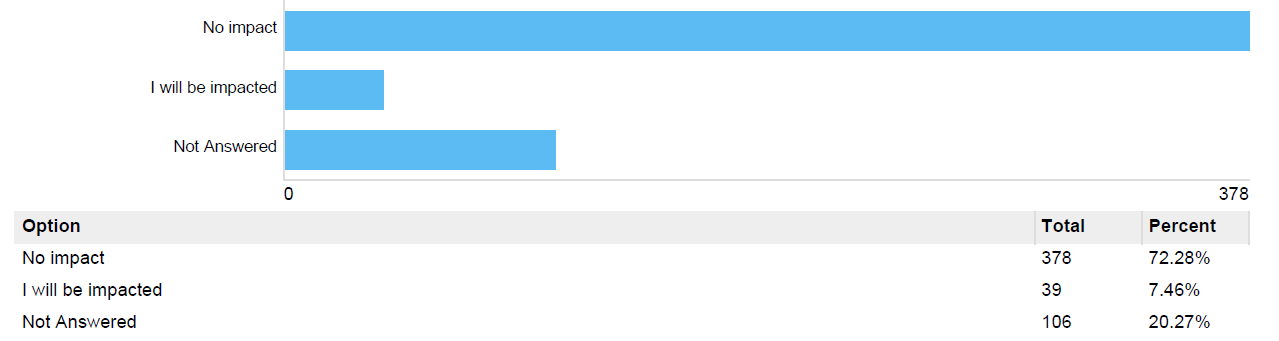 No impact
I will be impacted
Not Answered
0 378
Option Total Percent
No impact 378 72.28%
I will be impacted 39 7.46%
Not Answered 106 20.27%